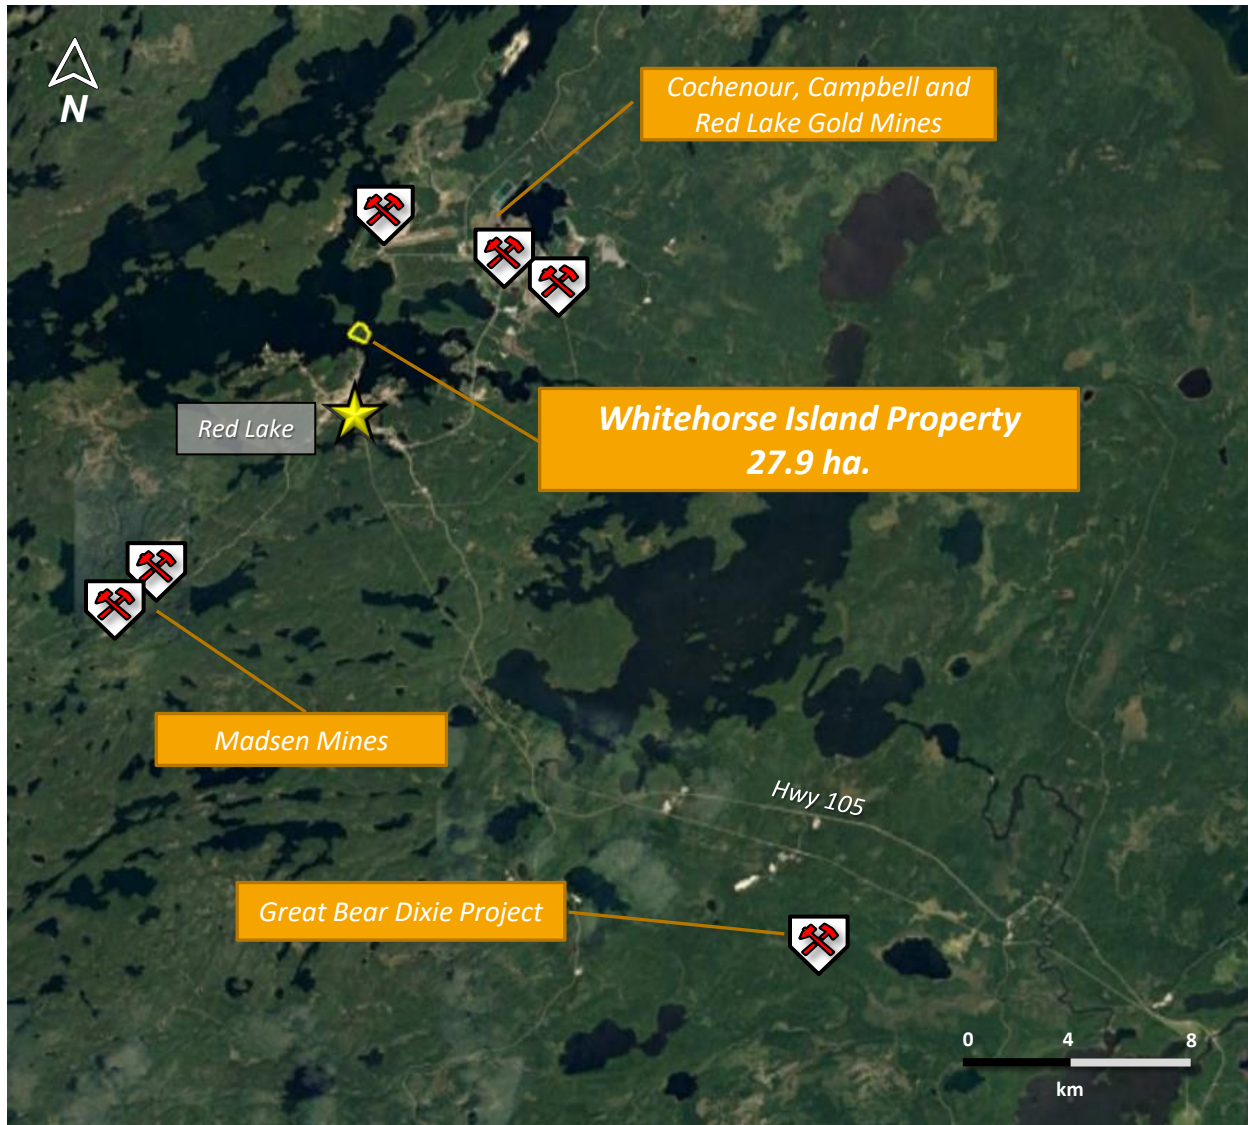 N
Cochenour, Campbell and
Red Lake Gold Mines
Red Lake
Whitehorse Island Property
27.9 ha.
Madsen Mines
Hwy 105
Great Bear Dixie Project
0 4 8
km